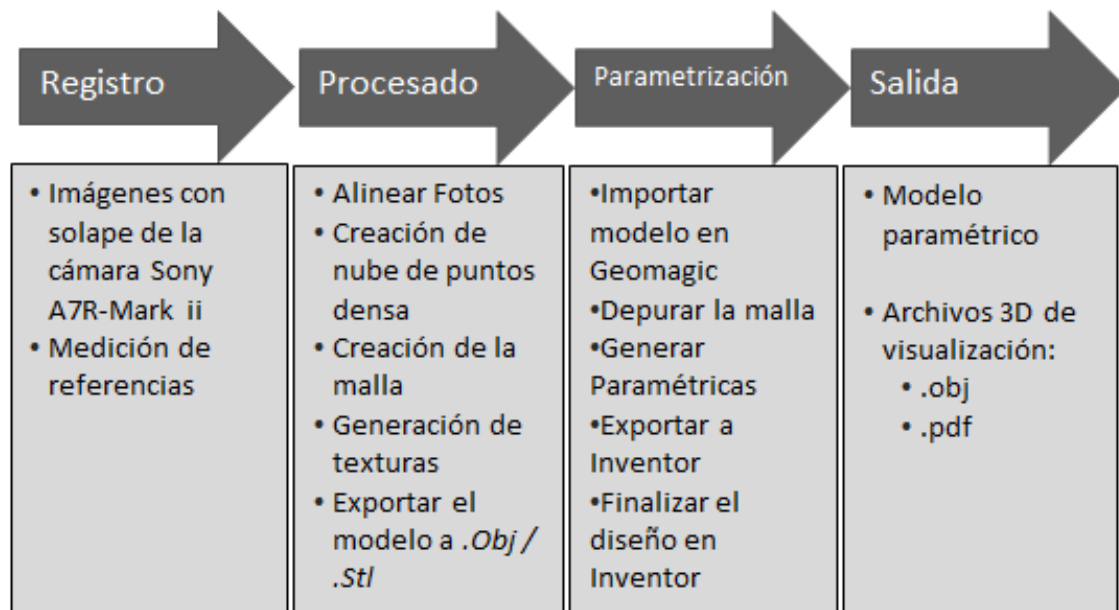 Registro
Procesado
Parametrización
Salida
• Imágenes con
solape de la
cámara Sony
A7R-Mark ii
• Medición de
referencias
• Alinear Fotos
• Creación de
nube de puntos
densa
• Creación de la
malla
• Generación de
texturas
• Exportar el
modelo a .Obj /
.Stl
•Importar
modelo en
Geomagic
•Depurar la malla
•Generar
Paramétricas
•Exportar a
Inventor
•Finalizar el
diseño en
Inventor
• Modelo
paramétrico
• Archivos 3D de
visualización:
• .obj
• .pdf